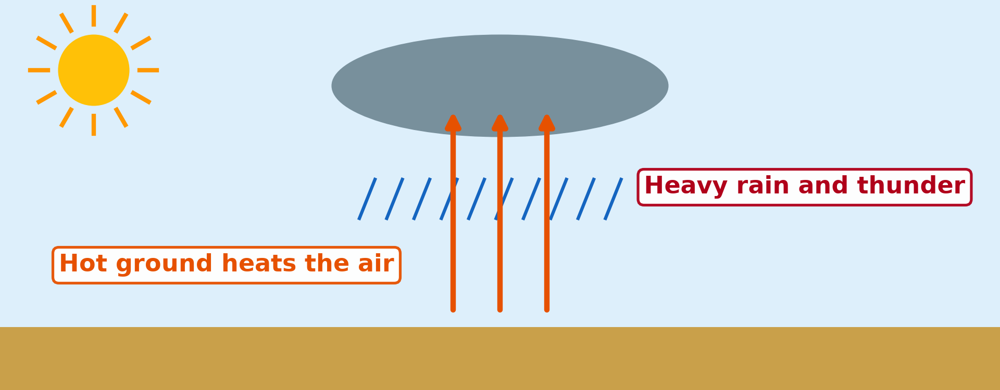 Heavy rain and thunder
Hot ground heats the air